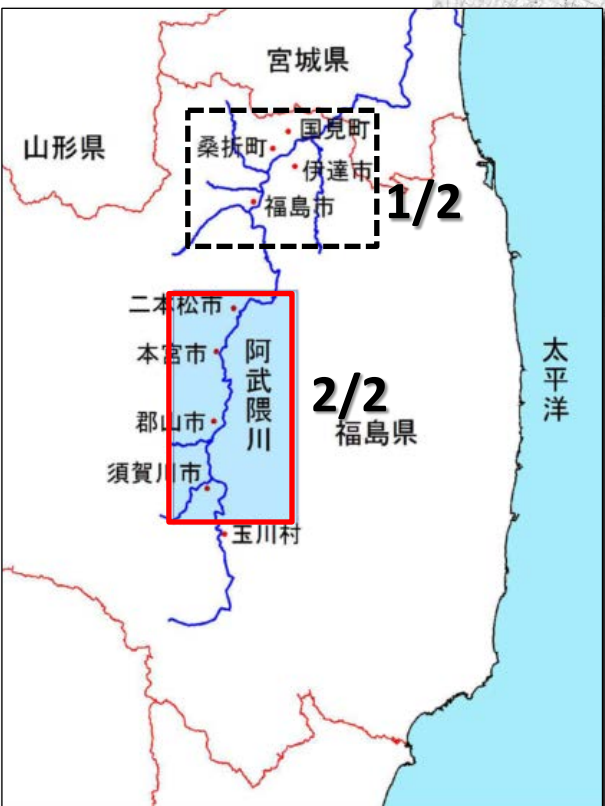 宮城県
山形県
国見町
桑折町
伊達市
福島市
1/2
二本松市
本宮市
阿武隈川
太平洋
2/2
郡山市
福島県
須賀川市
玉川村